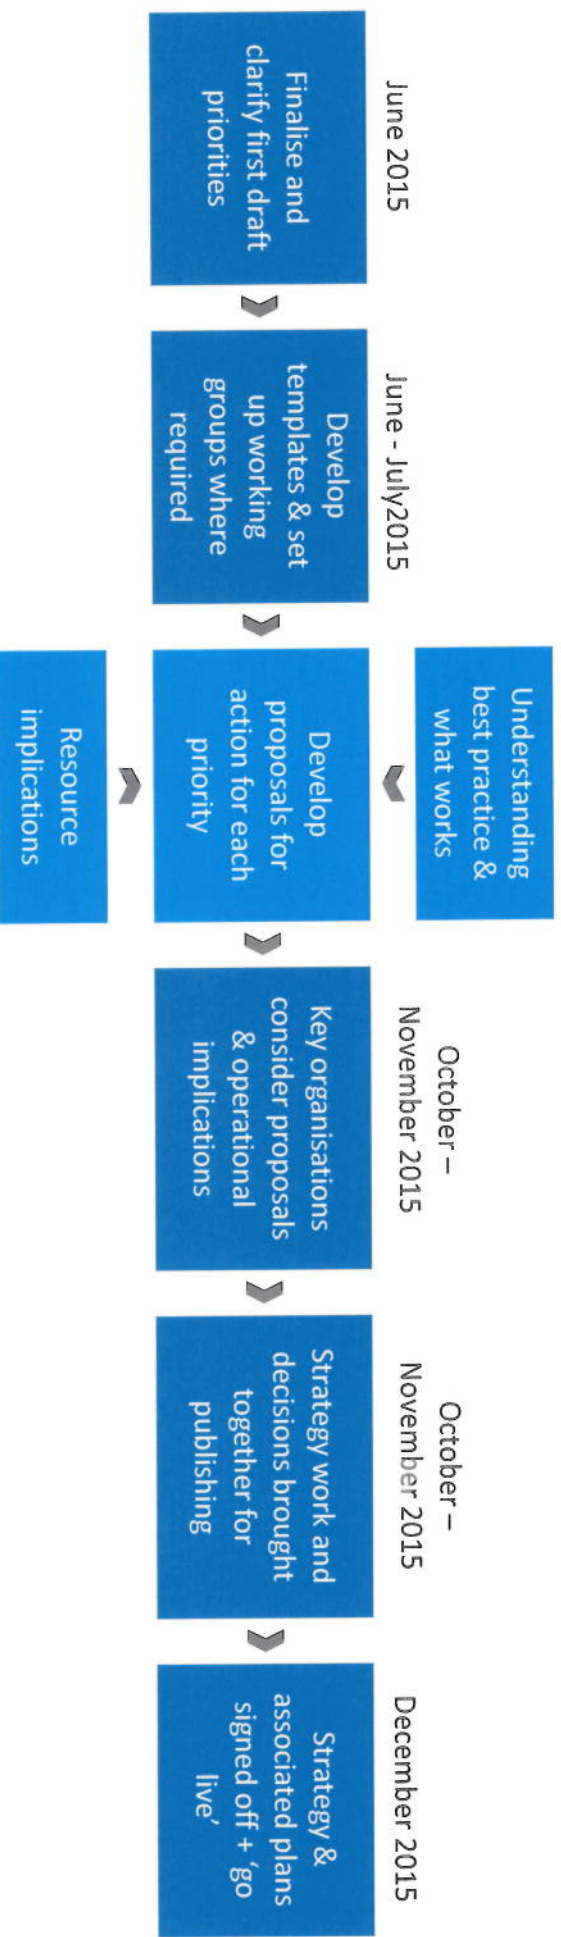 June 2015
Finalise and
clarify first draft
priorities
June - July2015
Develop
templates & set
up working
groups where
required
Understanding
best practice &
what works
Develop
proposals for
action for each
priority
Resource
implications
October –
November 2015
Key organisations
consider proposals
& operational
implications
October –
November 2015
Strategy work and
decisions brought
together for
publishing
December 2015
Strategy &
associated plans
signed off + ‘go
live’